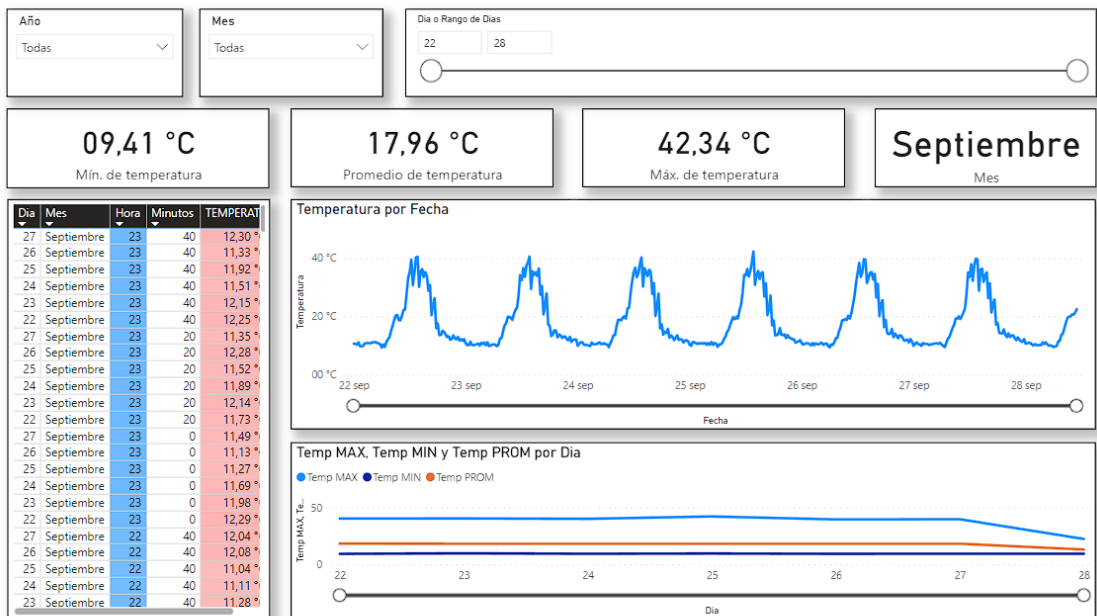 Año
Todas
Mes
Todas
Dia o Rango de Dias
22 28
09,41 °C
Mín. de temperatura
17,96 °C
Promedio de temperatura
42,34 °C
Máx. de temperatura
Septiembre
Mes
Dia Mes Hora Minutos TEMPERAT
27 Septiembre 23 40 12,30 °
26 Septiembre 23 40 11,33 °
25 Septiembre 23 40 11,92 °
24 Septiembre 23 40 11,51 °
23 Septiembre 23 40 12,15 °
22 Septiembre 23 40 12,25 °
27 Septiembre 23 20 11,35 °
26 Septiembre 23 20 12,28 °
25 Septiembre 23 20 11,52 °
24 Septiembre 23 20 11,89 °
23 Septiembre 23 20 12,14 °
22 Septiembre 23 20 11,73 °
27 Septiembre 23 0 11,49 °
26 Septiembre 23 0 11,13 °
25 Septiembre 23 0 11,27 °
24 Septiembre 23 0 11,69 °
23 Septiembre 23 0 11,98 °
22 Septiembre 23 0 12,29 °
27 Septiembre 22 40 12,04 °
26 Septiembre 22 40 12,08 °
25 Septiembre 22 40 11,04 °
24 Septiembre 22 40 11,11 °
23 Septiembre 22 40 11,28 °
Temperatura por Fecha
Temperatura
40 °C
20 °C
00 °C
22 sep 23 sep 24 sep 25 sep 26 sep 27 sep 28 sep
Fecha
Temp MAX, Temp MIN y Temp PROM por Dia
Temp MAX Temp MIN Temp PROM
Temp MAX, Te...
50
0
22 23 24 25 26 27 28
Dia